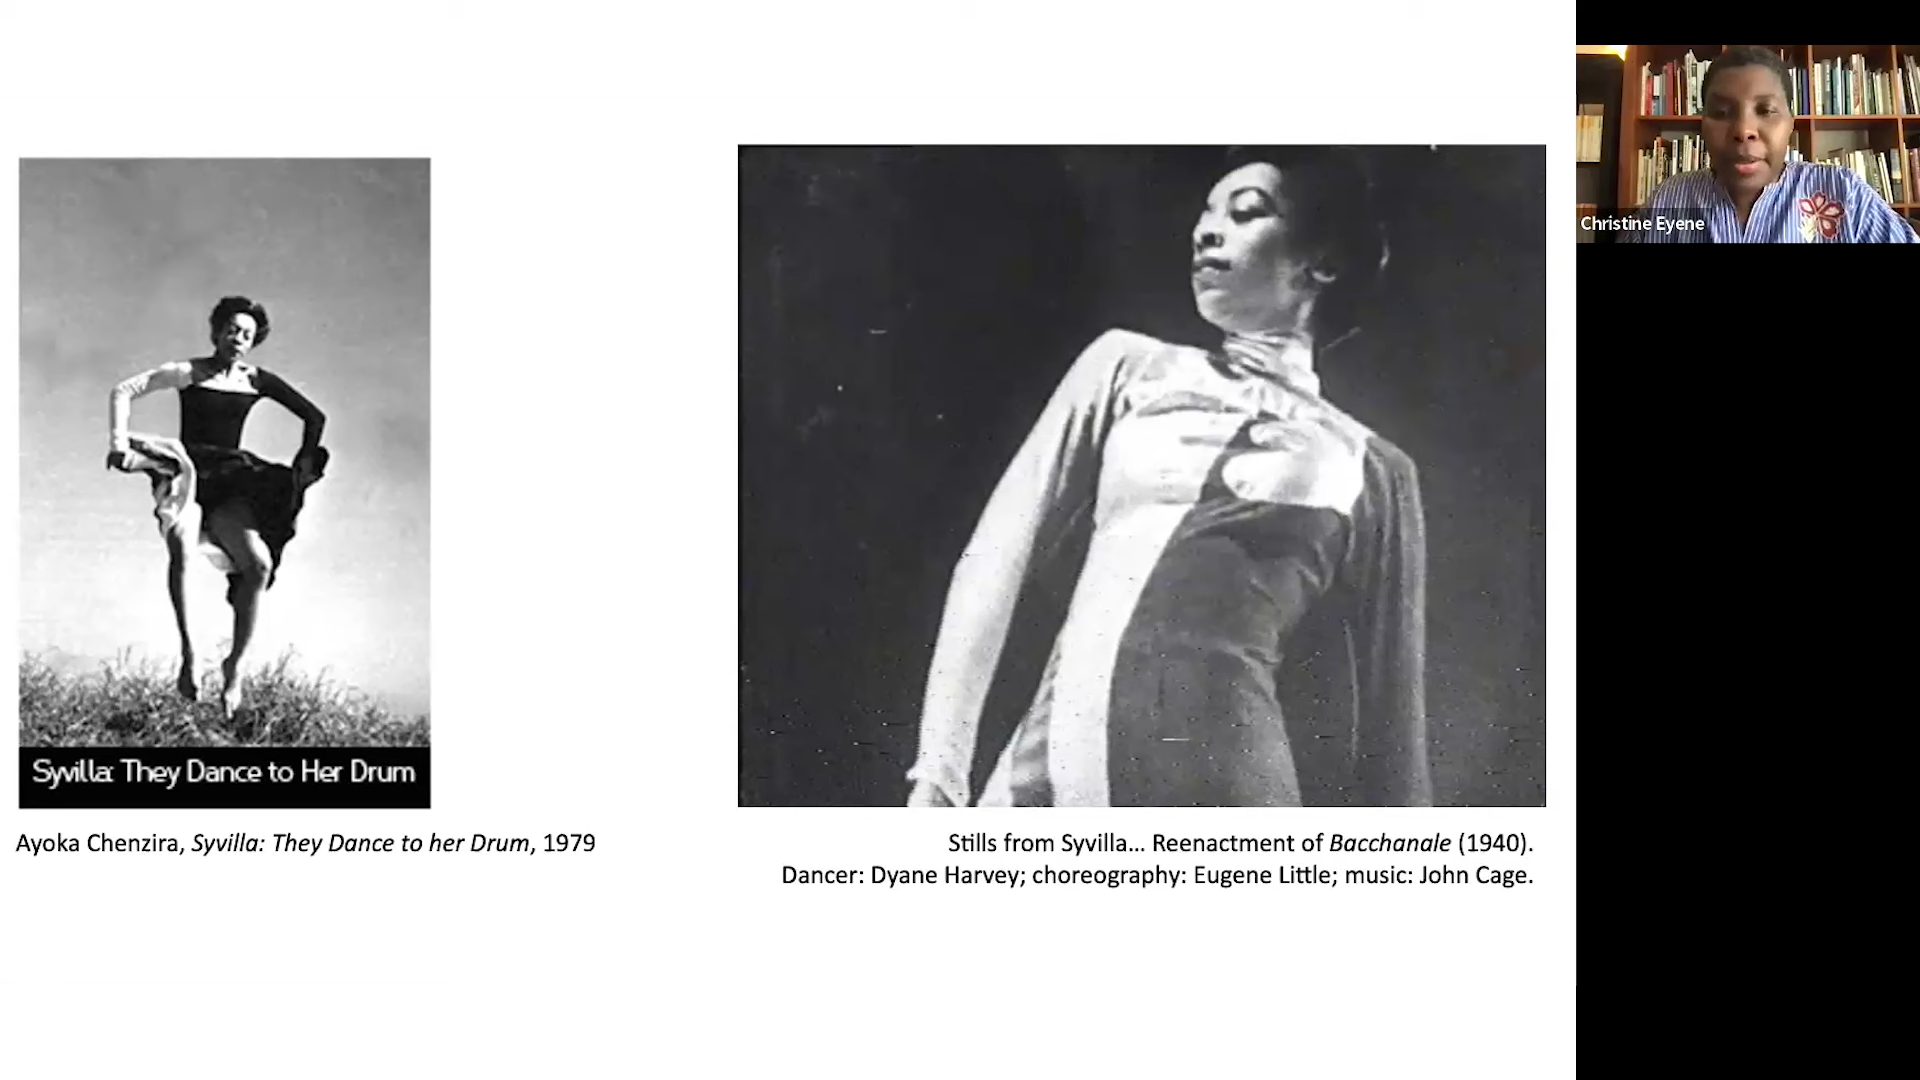 Christine Eyene
Syvilla: They Dance to Her Drum
Ayoka Chenzira, Syvilla: They Dance to her Drum, 1979
Stills from Syvilla... Reenactment of Bacchanale (1940).
Dancer: Dyane Harvey; choreography: Eugene Little; music: John Cage.